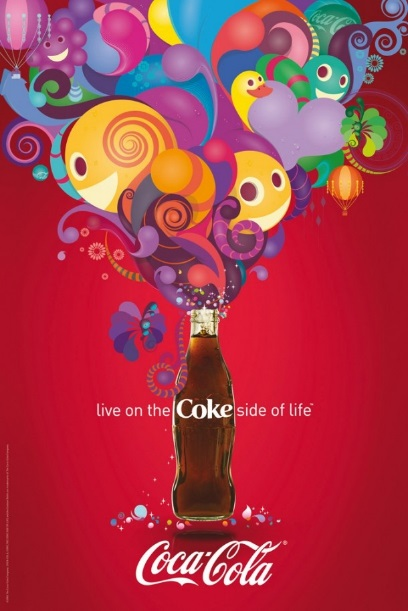 live on the Coke side of life™
Coca-Cola®